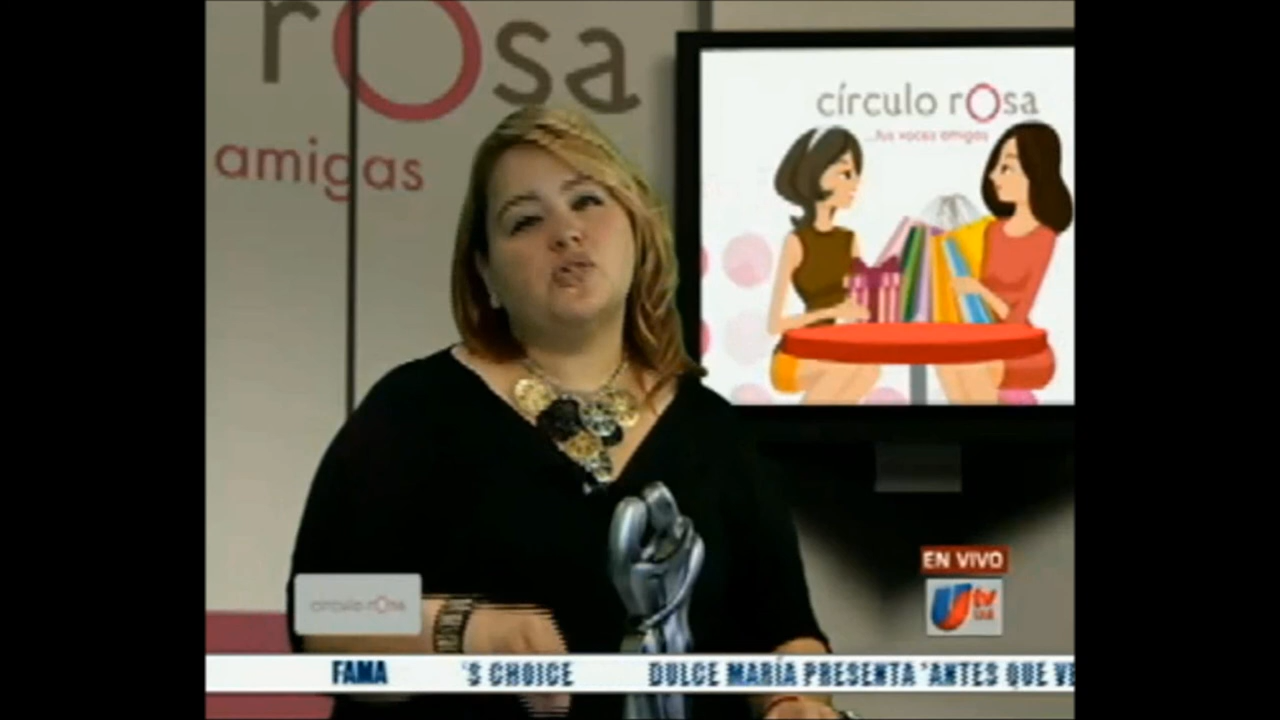 rosa
amigas
círculo rosa
...tus voces amigas
EN VIVO
tv
círculo rosa
FAMA 'S CHOICE DULCE MARÍA PRESENTA 'ANTES QUE VE